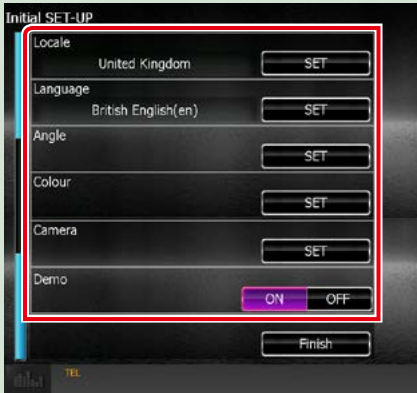 Initial SET-UP
Locale
United Kingdom SET
Language
British English(en) SET
Angle
SET
Colour
SET
Camera
SET
Demo
ON OFF
Finish
TEL